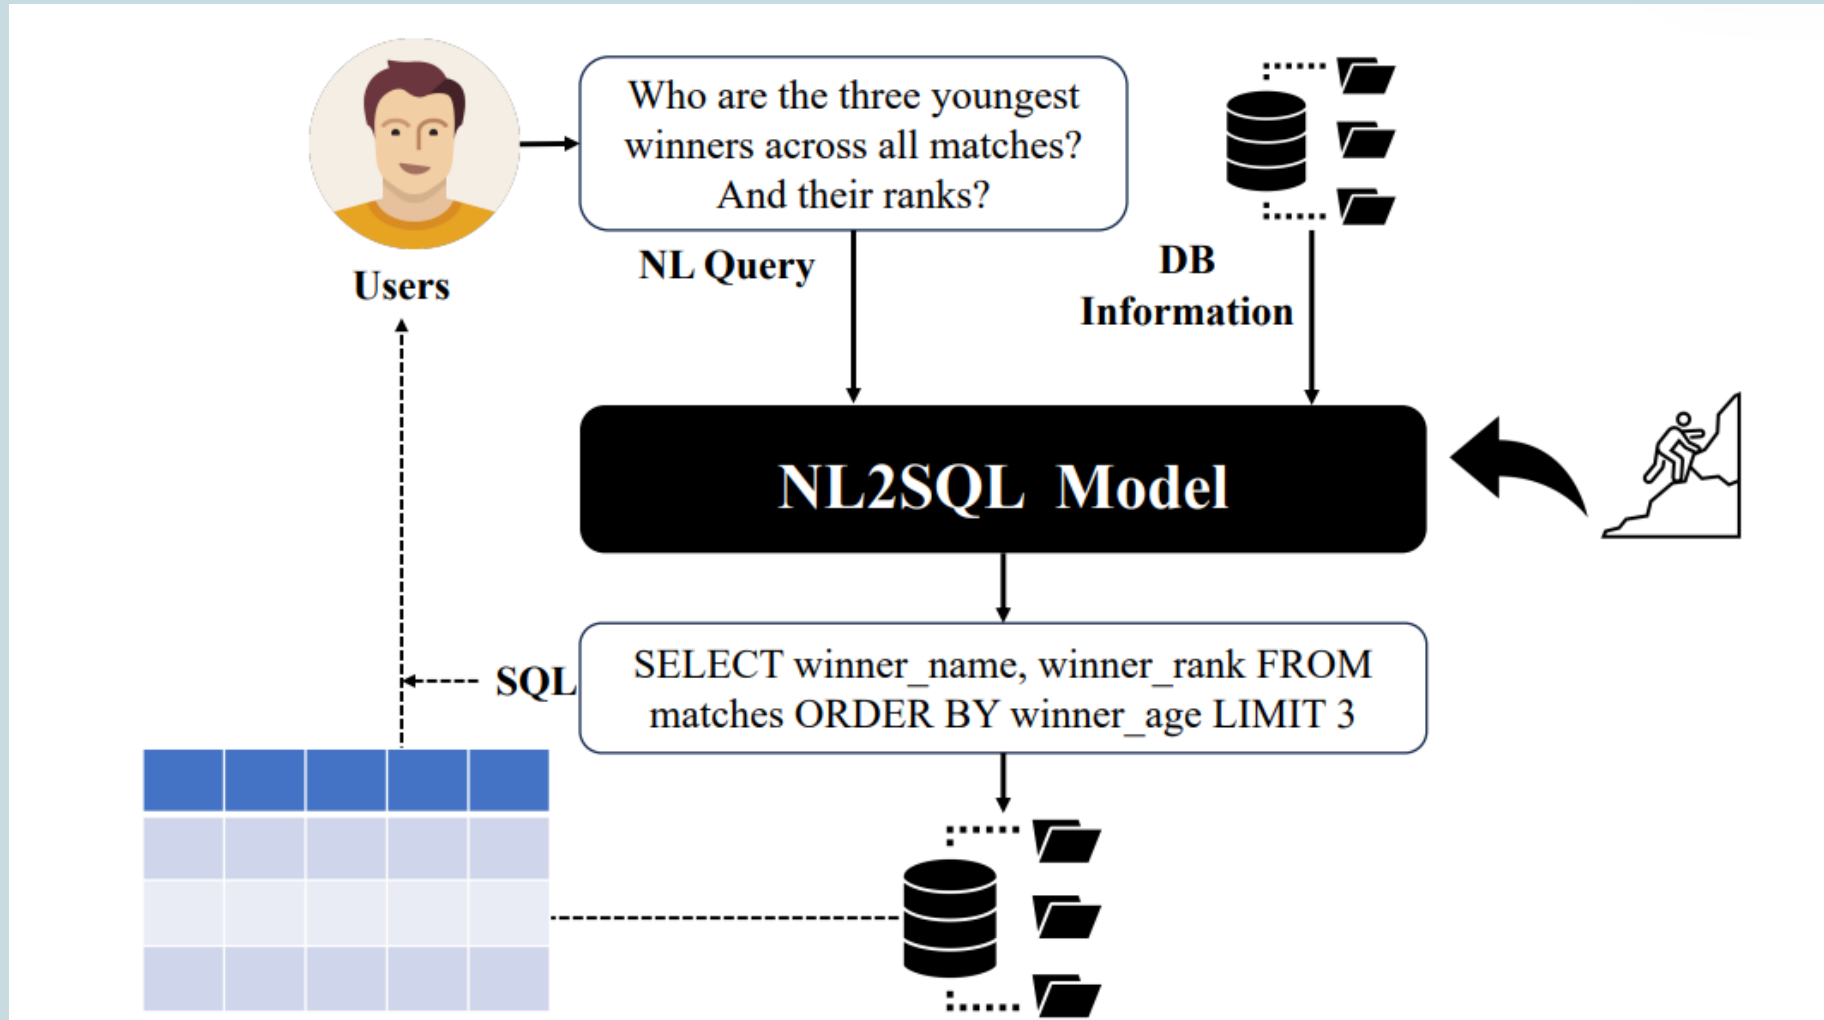 Who are the three youngest
winners across all matches?
And their ranks?
Users
NL Query
DB
Information
NL2SQL Model
SQL
SELECT winner_name, winner_rank FROM
matches ORDER BY winner_age LIMIT 3